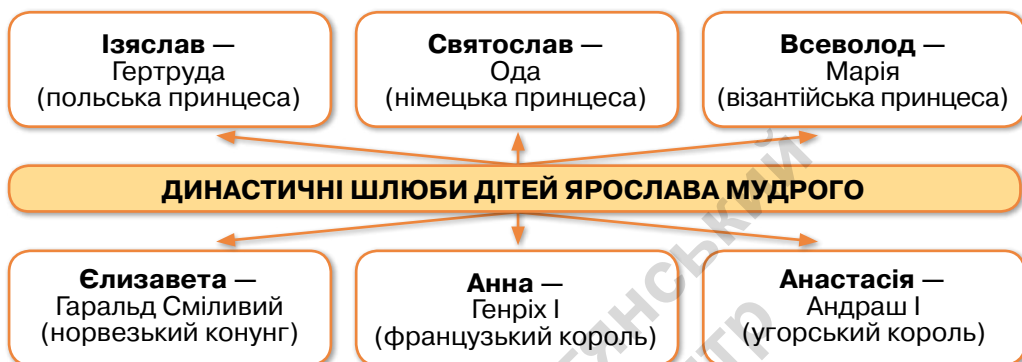 Ізяслав —
Гертруда
(польська принцеса)
Святослав —
Ода
(німецька принцеса)
Всеволод —
Марія
(візантійська принцеса)
ДИНАСТИЧНІ ШЛЮБИ ДІТЕЙ ЯРОСЛАВА МУДРОГО
Єлизавета —
Гаральд Сміливий
(норвезький конунг)
Анна —
Генріх І
(французький король)
Анастасія —
Андраш І
(угорський король)